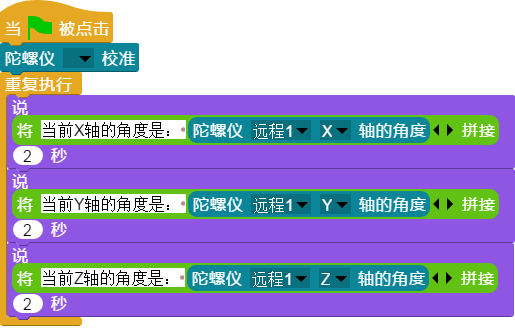 当 被点击
陀螺仪 校准
重复执行
说
将 当前X轴的角度是： 陀螺仪 远程1 X 轴的角度 拼接
2 秒
说
将 当前Y轴的角度是： 陀螺仪 远程1 Y 轴的角度 拼接
2 秒
说
将 当前Z轴的角度是： 陀螺仪 远程1 Z 轴的角度 拼接
2 秒